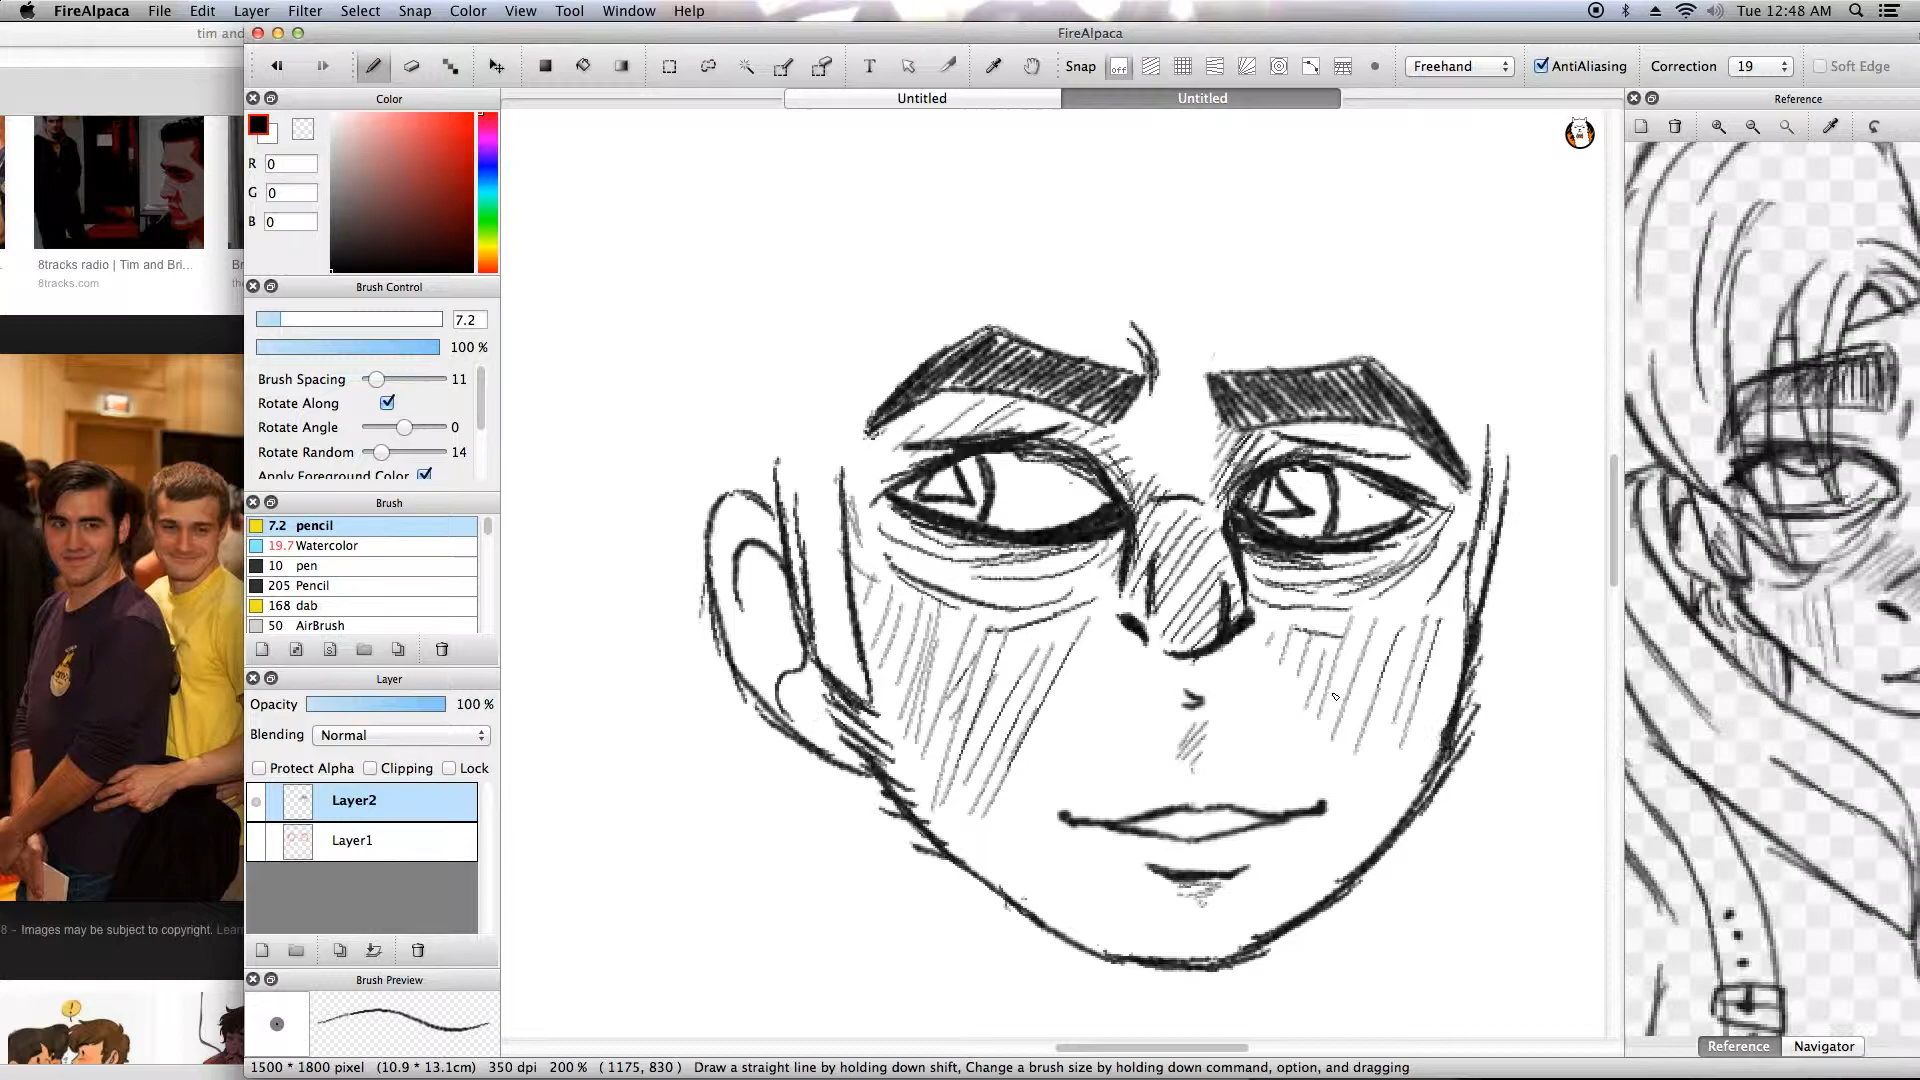 FireAlpaca File Edit Layer Filter Select Snap Color View Tool Window Help
Tue 12:48 AM
tim and
FireAlpaca
Snap
off
Freehand
AntiAliasing
Correction
19
Soft Edge
Color
Untitled
Untitled
Reference
R 0
G 0
B 0
8tracks radio | Tim and Bri...
8tracks.com
Brush Control
7.2
100 %
Brush Spacing 11
Rotate Along
Rotate Angle 0
Rotate Random 14
Apply Foreground Color
Brush
7.2 pencil
19.7 Watercolor
10 pen
205 Pencil
168 dab
50 AirBrush
Layer
Opacity 100 %
Blending Normal
Protect Alpha Clipping Lock
Layer2
Layer1
8 - Images may be subject to copyright.
Brush Preview
Reference Navigator
1500 * 1800 pixel (10.9 * 13.1cm) 350 dpi 200 % ( 1175, 830 ) Draw a straight line by holding down shift, Change a brush size by holding down command, option, and dragging